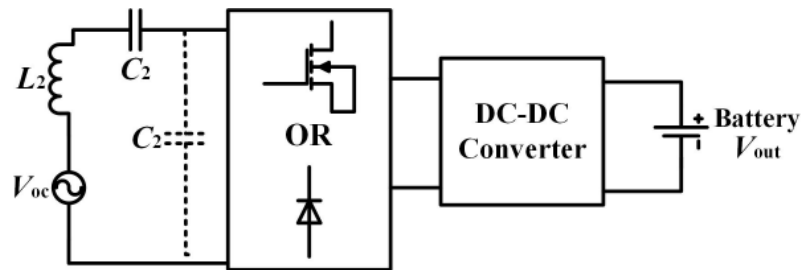 L2
C2
C2
Voc
OR
DC-DC
Converter
+
Battery
Vout